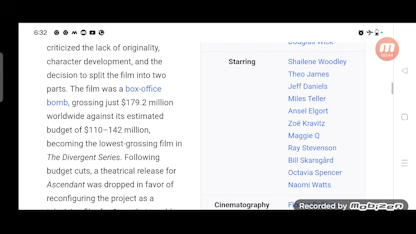 6:32
criticized the lack of originality,
character development, and the
decision to split the film into two
parts. The film was a box-office
bomb, grossing just $179.2 million
worldwide against its estimated
budget of $110–142 million,
becoming the lowest-grossing film in
The Divergent Series. Following
budget cuts, a theatrical release for
Ascendant was dropped in favor of
reconfiguring the project as a
Douglas Wick
Starring
Shailene Woodley
Theo James
Jeff Daniels
Miles Teller
Ansel Elgort
Zoë Kravitz
Maggie Q
Ray Stevenson
Bill Skarsgård
Octavia Spencer
Naomi Watts
Cinematography
Recorded by Mobizen